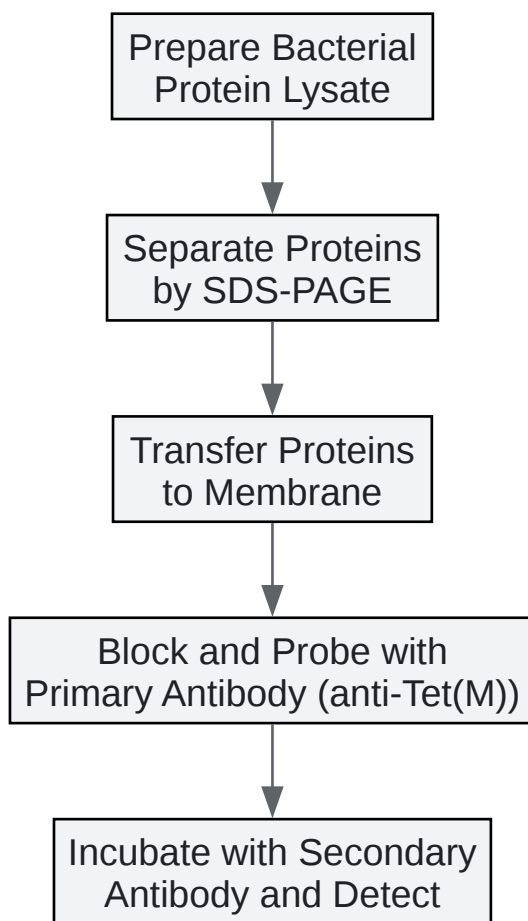 Prepare Bacterial
Protein Lysate
Separate Proteins
by SDS-PAGE
Transfer Proteins
to Membrane
Block and Probe with
Primary Antibody (anti-Tet(M))
Incubate with Secondary
Antibody and Detect